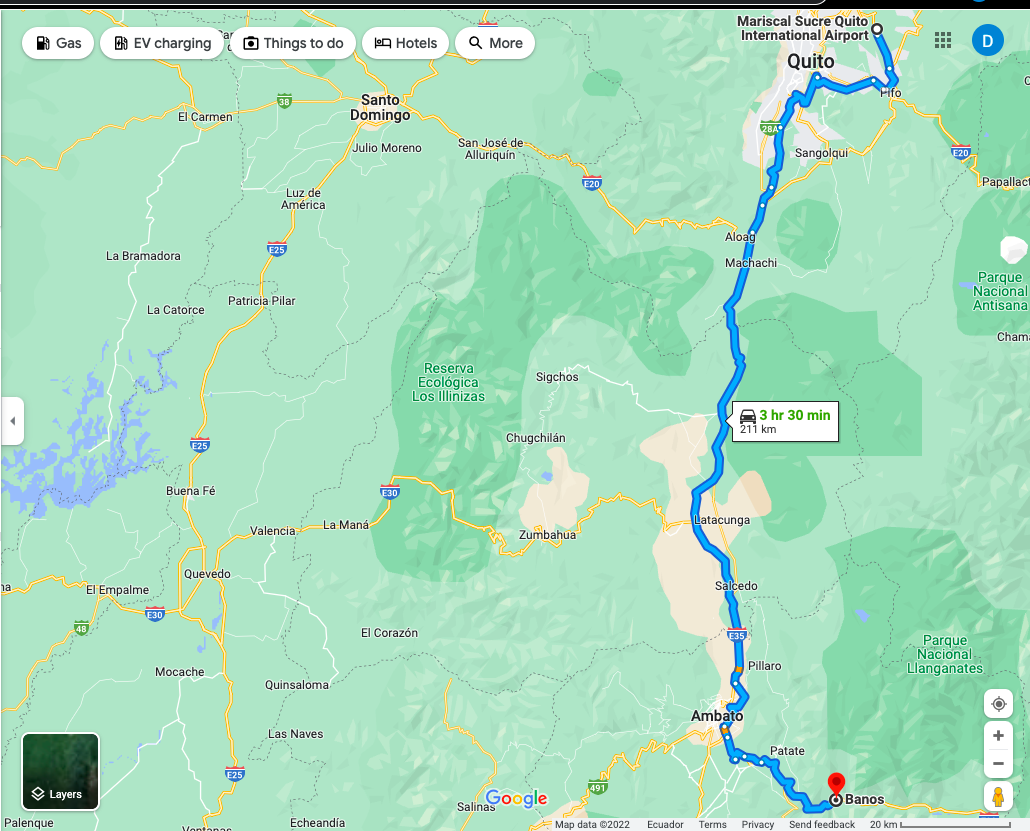 Gas
EV charging
Things to do
Hotels
More
D
Mariscal Sucre Quito
International Airport
Quito
Pifo
38
El Carmen
Santo
Domingo
Julio Moreno
San José de
Alluriquín
28A
Sangolqui
E20
E20
Papallact
Luz de
América
E25
Aloag
Machachi
La Bramadora
Parque
Nacional
Antisana
Patricia Pilar
La Catorce
Chama
Reserva
Ecológica
Los Illinizas
Sigchos
3 hr 30 min
211 km
Chugchilán
E25
Buena Fé
E30
Valencia
La Maná
Zumbahua
Latacunga
Quevedo
na
El Empalme
E30
48
Salcedo
El Corazón
E35
Parque
Nacional
Llanganates
Mocache
Pillaro
Quinsaloma
Ambato
Las Naves
Patate
E25
491
Layers
Salinas
Google
Banos
Palenque
Ventanas
Echeandía
Map data ©2022
Ecuador
Terms
Privacy
Send feedback
20 km